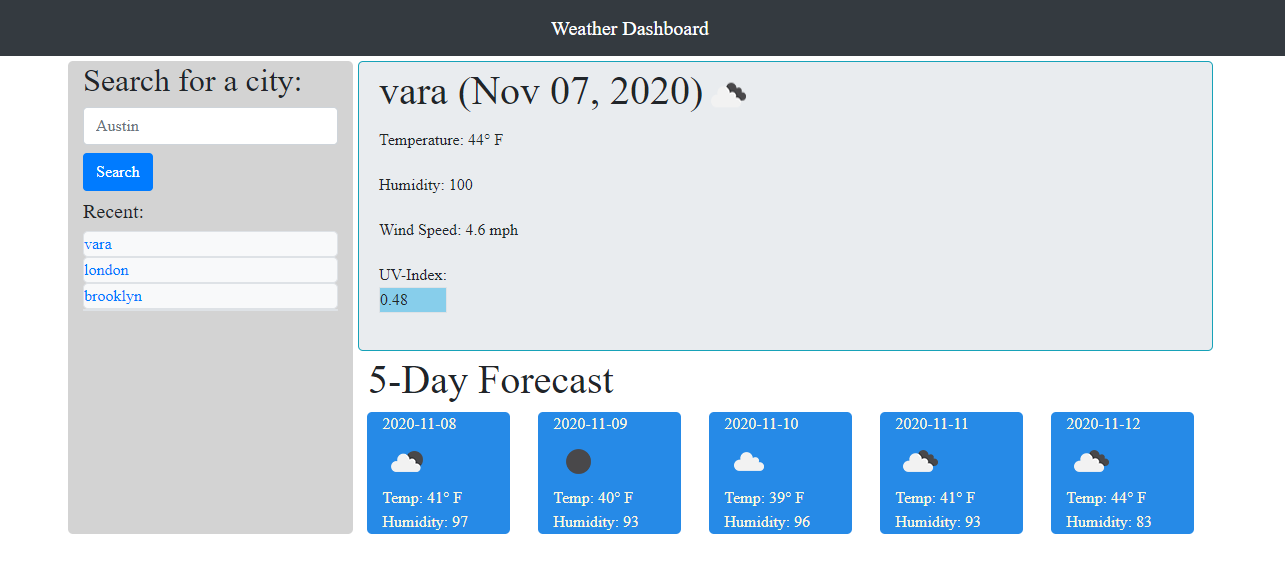 Weather Dashboard
Search for a city:
Austin
Search
Recent:
vara
london
brooklyn
vara (Nov 07, 2020)
Temperature: 44° F
Humidity: 100
Wind Speed: 4.6 mph
UV-Index:
0.48
5-Day Forecast
2020-11-08
Temp: 41° F
Humidity: 97
2020-11-09
Temp: 40° F
Humidity: 93
2020-11-10
Temp: 39° F
Humidity: 96
2020-11-11
Temp: 41° F
Humidity: 93
2020-11-12
Temp: 44° F
Humidity: 83